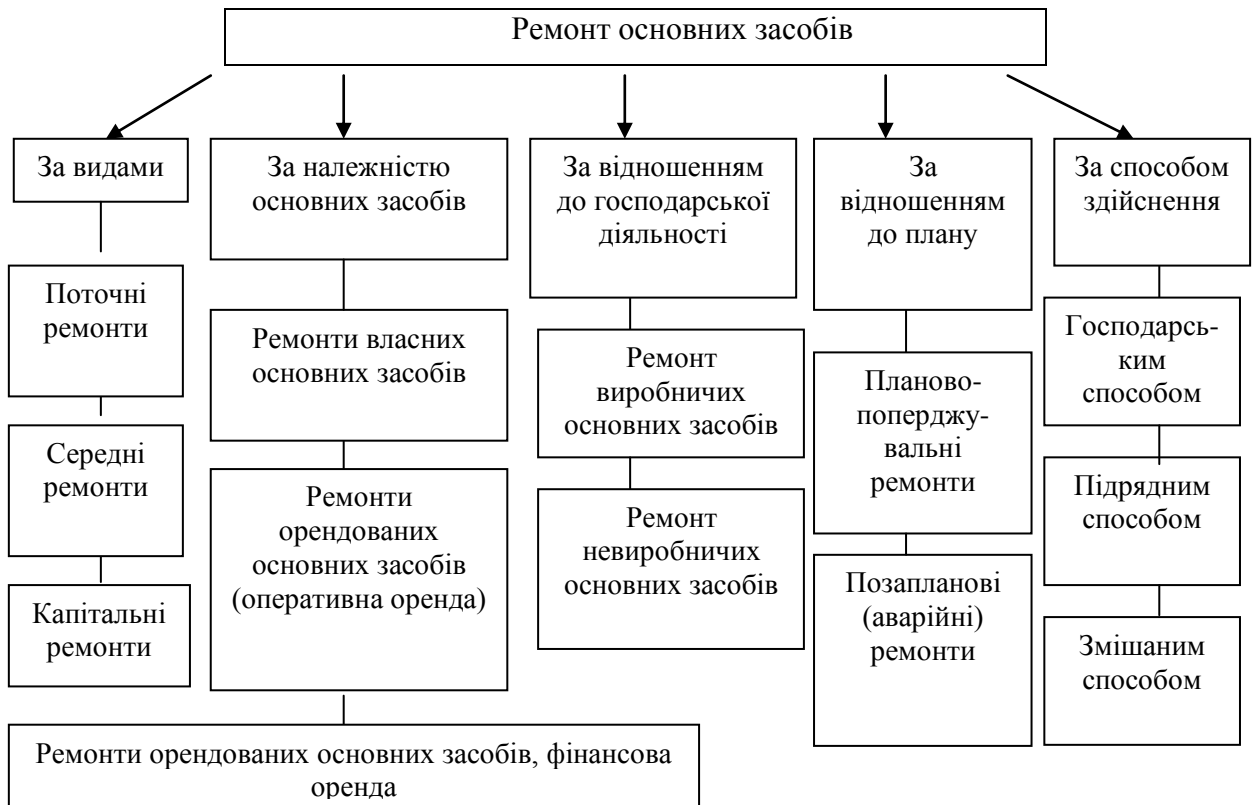 Ремонт основних засобів
За видами
Поточні
ремонти
Середні
ремонти
Капітальні
ремонти
За належністю
основних засобів
Ремонти власних
основних засобів
Ремонти
орендованих
основних засобів
(оперативна оренда)
Ремонти орендованих основних засобів, фінансова
оренда
За відношенням
до господарської
діяльності
Ремонт
виробничих
основних засобів
Ремонт
невиробничих
основних засобів
За
відношенням
до плану
Планово-
поперджу-
вальні
ремонти
Позапланові
(аварійні)
ремонти
За способом
здійснення
Господарсь-
ким
способом
Підрядним
способом
Змішаним
способом